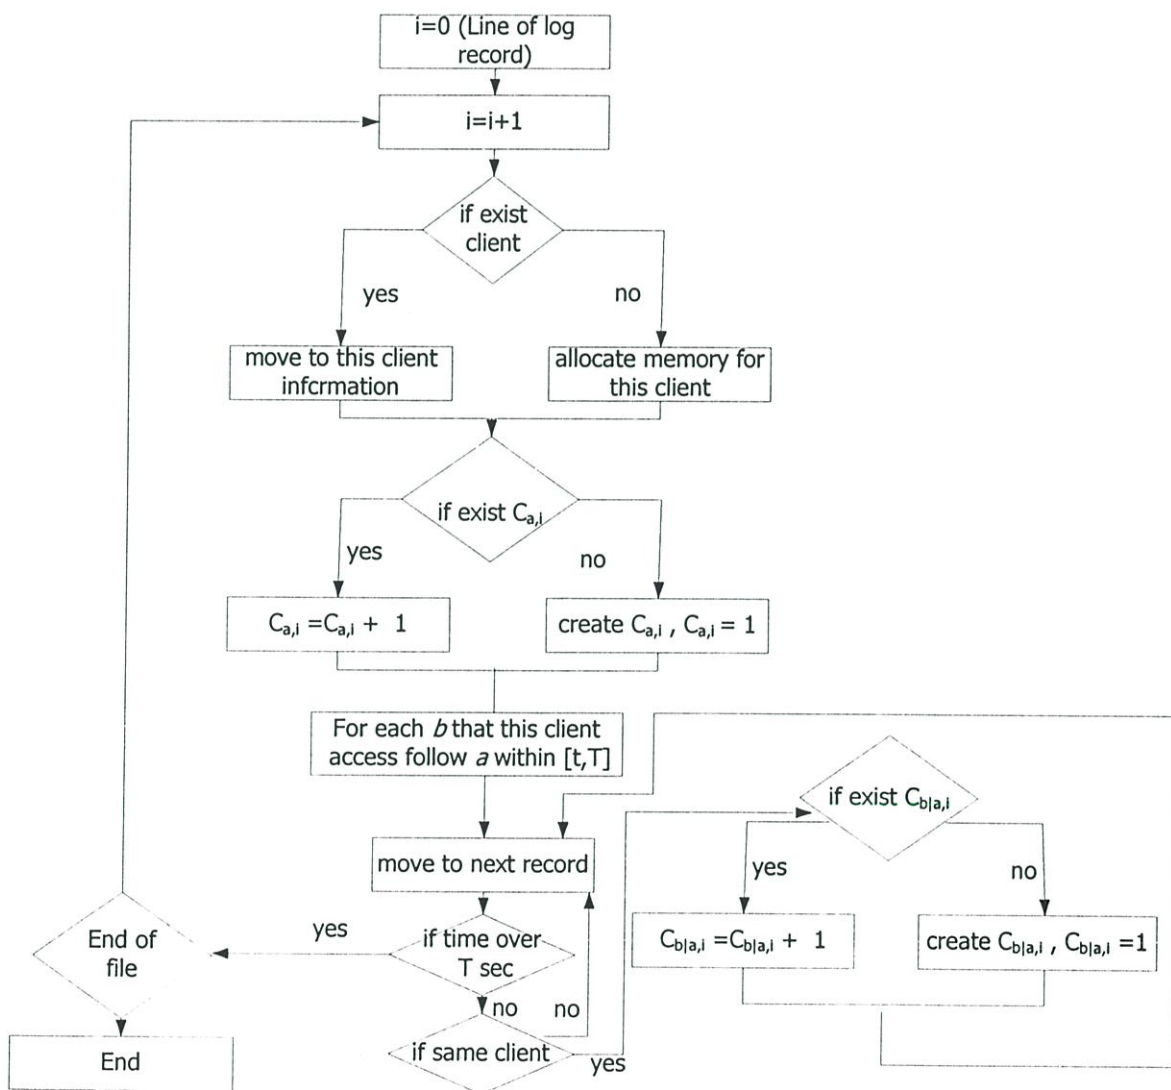 i=0 (Line of log
record)
i=i+1
if exist
client
yes
no
move to this client
infcrmation
allocate memory for
this client
if exist Ca,i
yes
no
Ca,i =Ca,i + 1
create Ca,i , Ca,i = 1
For each b that this client
access follow a within [t,T]
if exist Cb|a,i
move to next record
yes
no
End of
file
yes
if time over
T sec
Cb|a,i =Cb|a,i + 1
create Cb|a,i , Cb|a,i =1
no
no
End
if same client
yes